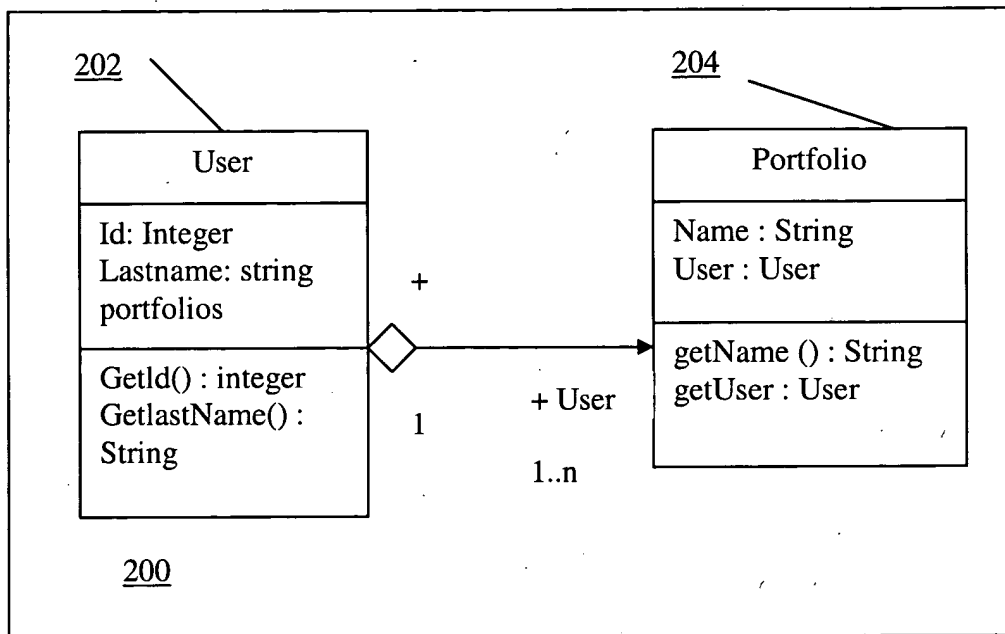 202
204
User
Id: Integer
Lastname: string
portfolios
GetId() : integer
GetlastName() :
String
+
1
+ User
1..n
Portfolio
Name : String
User : User
getName () : String
getUser : User
200